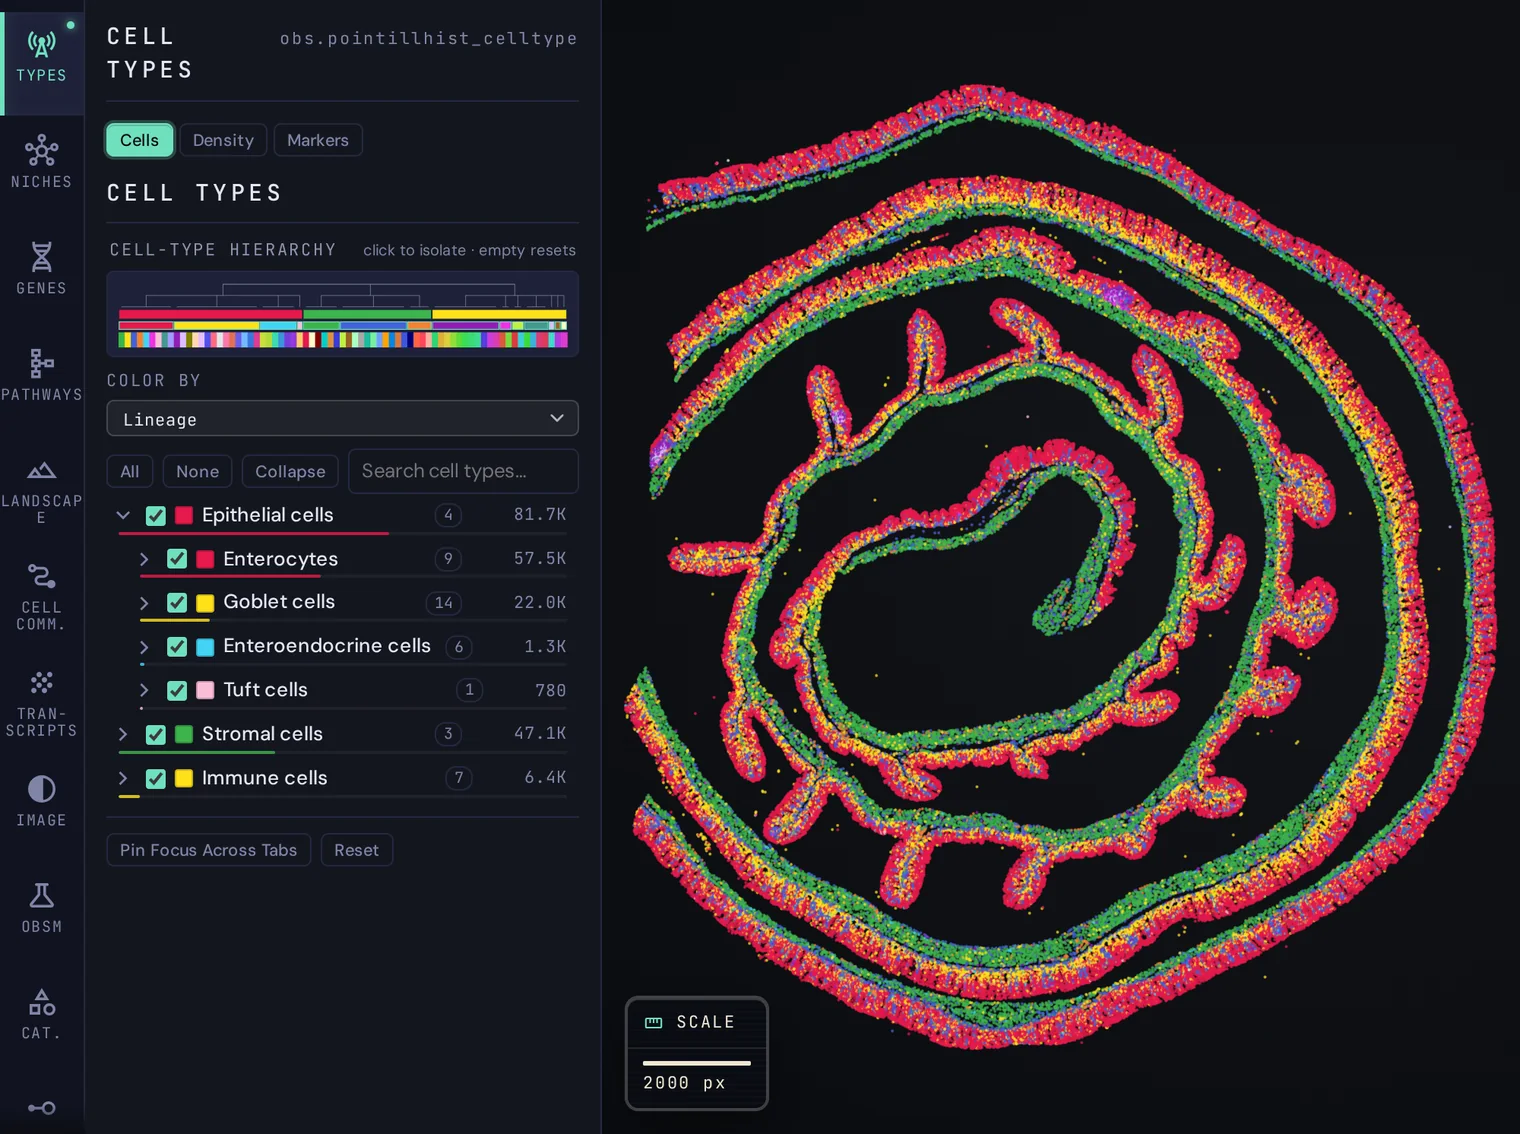 TYPES
NICHES
GENES
PATHWAYS
LANDSCAP
E
CELL
COMM.
TRAN-
SCRIPTS
IMAGE
OBSM
CAT.
CELL
TYPES
obs.pointillhist_celltype
Cells Density Markers
CELL TYPES
CELL-TYPE HIERARCHY click to isolate · empty resets
COLOR BY
Lineage
All None Collapse Search cell types...
Epithelial cells 4 81.7K
Enterocytes 9 57.5K
Goblet cells 14 22.0K
Enteroendocrine cells 6 1.3K
Tuft cells 1 780
Stromal cells 3 47.1K
Immune cells 7 6.4K
Pin Focus Across Tabs Reset
SCALE
2000 px